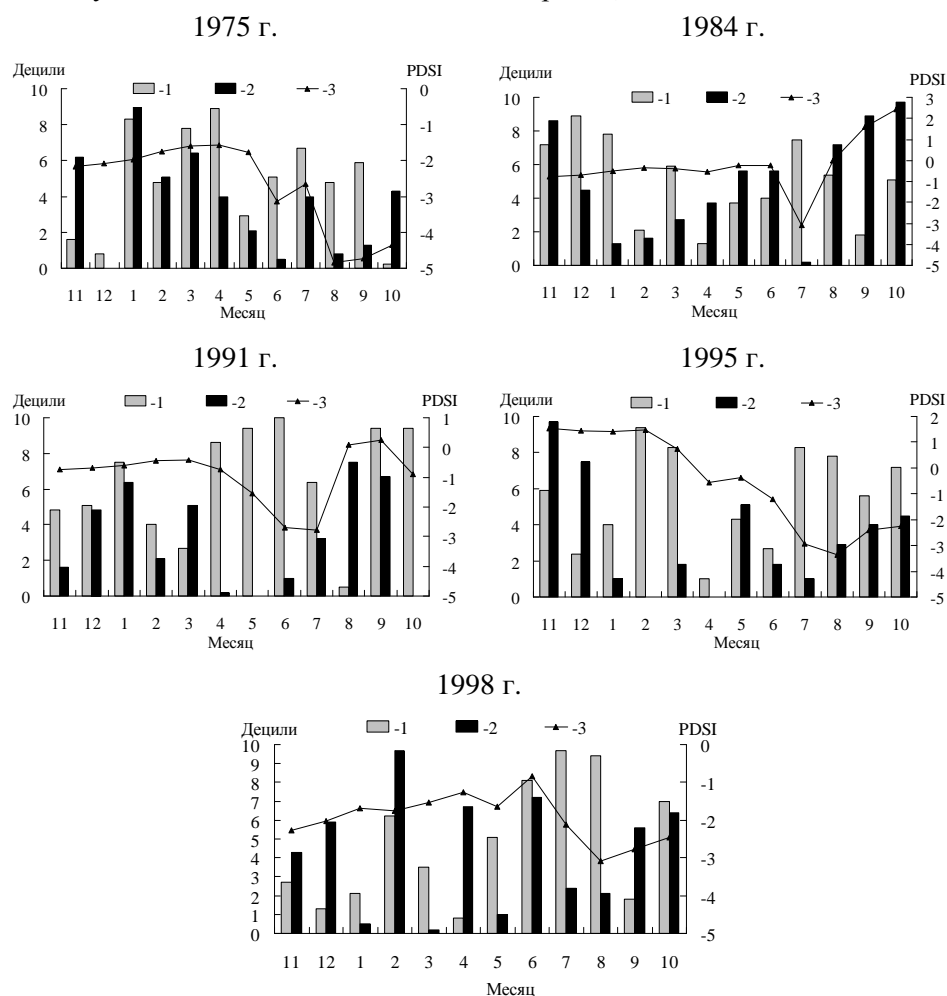 1975 г.
Децили PDSI
-1 -2 -3
10 8 6 4 2 0
0 -1 -2 -3 -4 -5
11 12 1 2 3 4 5 6 7 8 9 10
Месяц
1984 г.
Децили PDSI
-1 -2 -3
10 8 6 4 2 0
3 2 1 0 -1 -2 -3 -4 -5
11 12 1 2 3 4 5 6 7 8 9 10
Месяц
1991 г.
Децили PDSI
-1 -2 -3
10 8 6 4 2 0
1 0 -1 -2 -3 -4 -5
11 12 1 2 3 4 5 6 7 8 9 10
Месяц
1995 г.
Децили PDSI
-1 -2 -3
10 8 6 4 2 0
2 1 0 -1 -2 -3 -4 -5
11 12 1 2 3 4 5 6 7 8 9 10
Месяц
1998 г.
Децили PDSI
-1 -2 -3
10 9 8 7 6 5 4 3 2 1 0
0 -1 -2 -3 -4 -5
11 12 1 2 3 4 5 6 7 8 9 10
Месяц